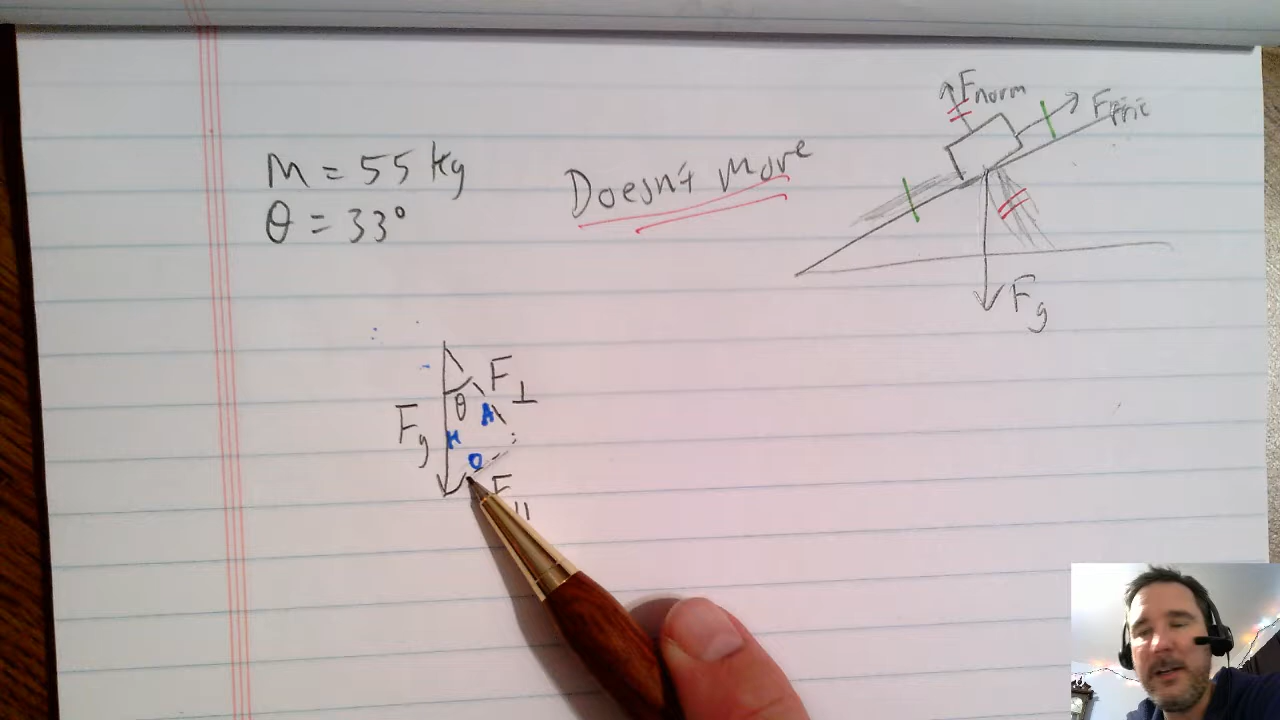 M = 55 kg
θ = 33°
Doesn't Move
Fnorm
FFric
Fg
F⊥
θ
A
Fg
H
O
F||